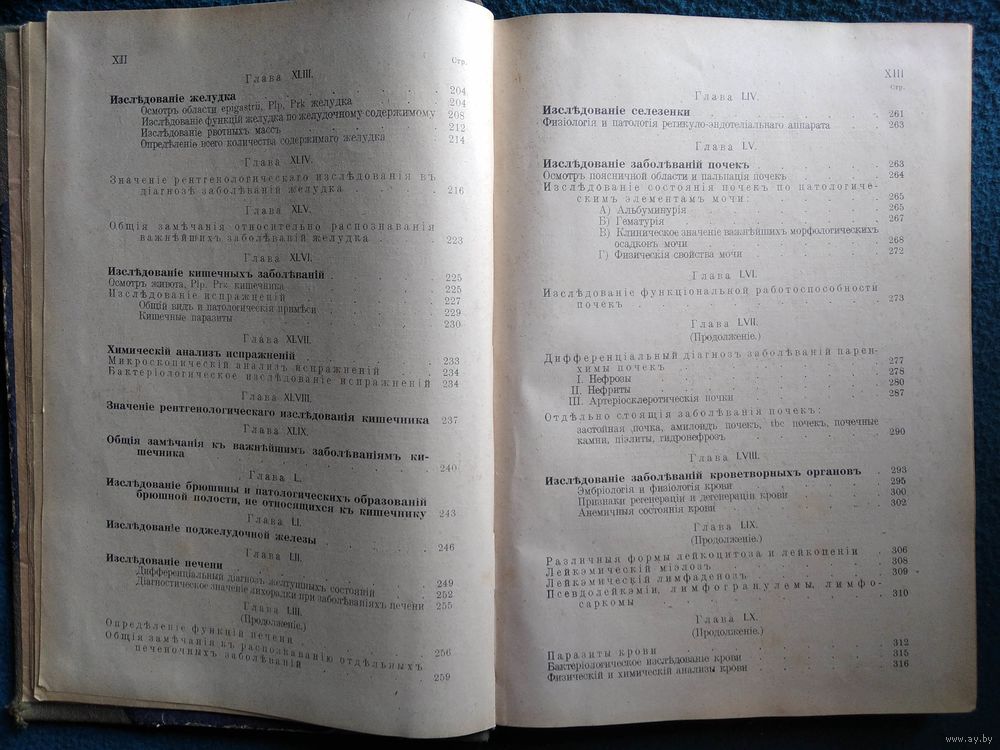 XII
Стр.
Глава XLIII.
Изслѣдованіе желудка 204
Осмотръ области epigastrii, Plp, Prk желудка 204
Изслѣдованіе функцій желудка по желудочному содержимому 208
Изслѣдованіе рвотныхъ массъ 212
Опредѣленіе всего количества содержимаго желудка 214
Глава XLIV.
Значеніе рентгенологическаго изслѣдованія въ
діагнозѣ заболѣваній желудка 216
Глава XLV.
Общія замѣчанія относительно распознаванія
важнѣйшихъ заболѣваній желудка 223
Глава XLVI.
Изслѣдованіе кишечныхъ заболѣваній 225
Осмотръ живота, Plp, Prk кишечника 225
Изслѣдованіе испражненій 227
Общій видъ и патологическія примѣси 229
Кишечные паразиты 230
Глава XLVII.
Химическій анализъ испражненій 233
Микроскопическій анализъ испражненій 234
Бактеріологическое изслѣдованіе испражненій 234
Глава XLVIII.
Значеніе рентгенологическаго изслѣдованія кишечника 237
Глава XLIX.
Общія замѣчанія къ важнѣйшимъ заболѣваніямъ ки-
шечника 240
Глава L.
Изслѣдованіе брюшины и патологическихъ образованій
брюшной полости, не относящихся къ кишечнику 243
Глава LI.
Изслѣдованіе поджелудочной железы 246
Глава LII.
Изслѣдованіе печени
Дифференціальный діагнозъ желтушныхъ состояній 249
252
Діагностическое значеніе лихорадки при заболѣваніяхъ печени 255
Глава LIII.
(Продолженіе.)
Опредѣленіе функцій печени 256
Общія замѣчанія къ распознаванію отдѣльныхъ
печеночныхъ заболѣваній 259
XIII
Стр.
Глава LIV.
Изслѣдованіе селезенки 261
Физіологія и патологія ретикуло-эндотеліальнаго аппарата 263
Глава LV.
Изслѣдованіе заболѣваній почекъ 263
Осмотръ поясничной области и пальпація почекъ 264
Изслѣдованіе состоянія почекъ по патологиче-
скимъ элементамъ мочи: 265
А) Альбуминурія 265
Б) Гематурія 267
В) Клиническое значеніе важнѣйшихъ морфологическихъ
осадковъ мочи 268
Г) Физическія свойства мочи 272
Глава LVI.
Изслѣдованіе функціональной работоспособности
почекъ 273
Глава LVII.
(Продолженіе.)
Дифференціальный діагнозъ заболѣваній парен-
химы почекъ 277
I. Нефрозы 278
II. Нефриты 280
III. Артеріосклеротическія почки 287
Отдѣльно стоящія заболѣванія почекъ:
застойная почка, амилоидъ почекъ, tbc почекъ, почечные
камни, піэлиты, гидронефрозъ 290
Глава LVIII.
Изслѣдованіе заболѣваній кроветворныхъ органовъ 293
Эмбріологія и физіологія крови 295
Признаки регенераціи и дегенераціи крови 300
Анемичныя состоянія крови 302
Глава LIX.
(Продолженіе.)
Различныя формы лейкоцитоза и лейкопеніи 306
Лейкэмическій міэлозъ 308
Лейкэмическій лимфаденозъ 309
Псевдолейкэміи, лимфогранулемы, лимфо-
саркомы 310
Глава LX.
(Продолженіе.)
Паразиты крови 312
Бактеріологическое изслѣдованіе крови 315
Физическій и химическій анализы крови 316
www.ay.by